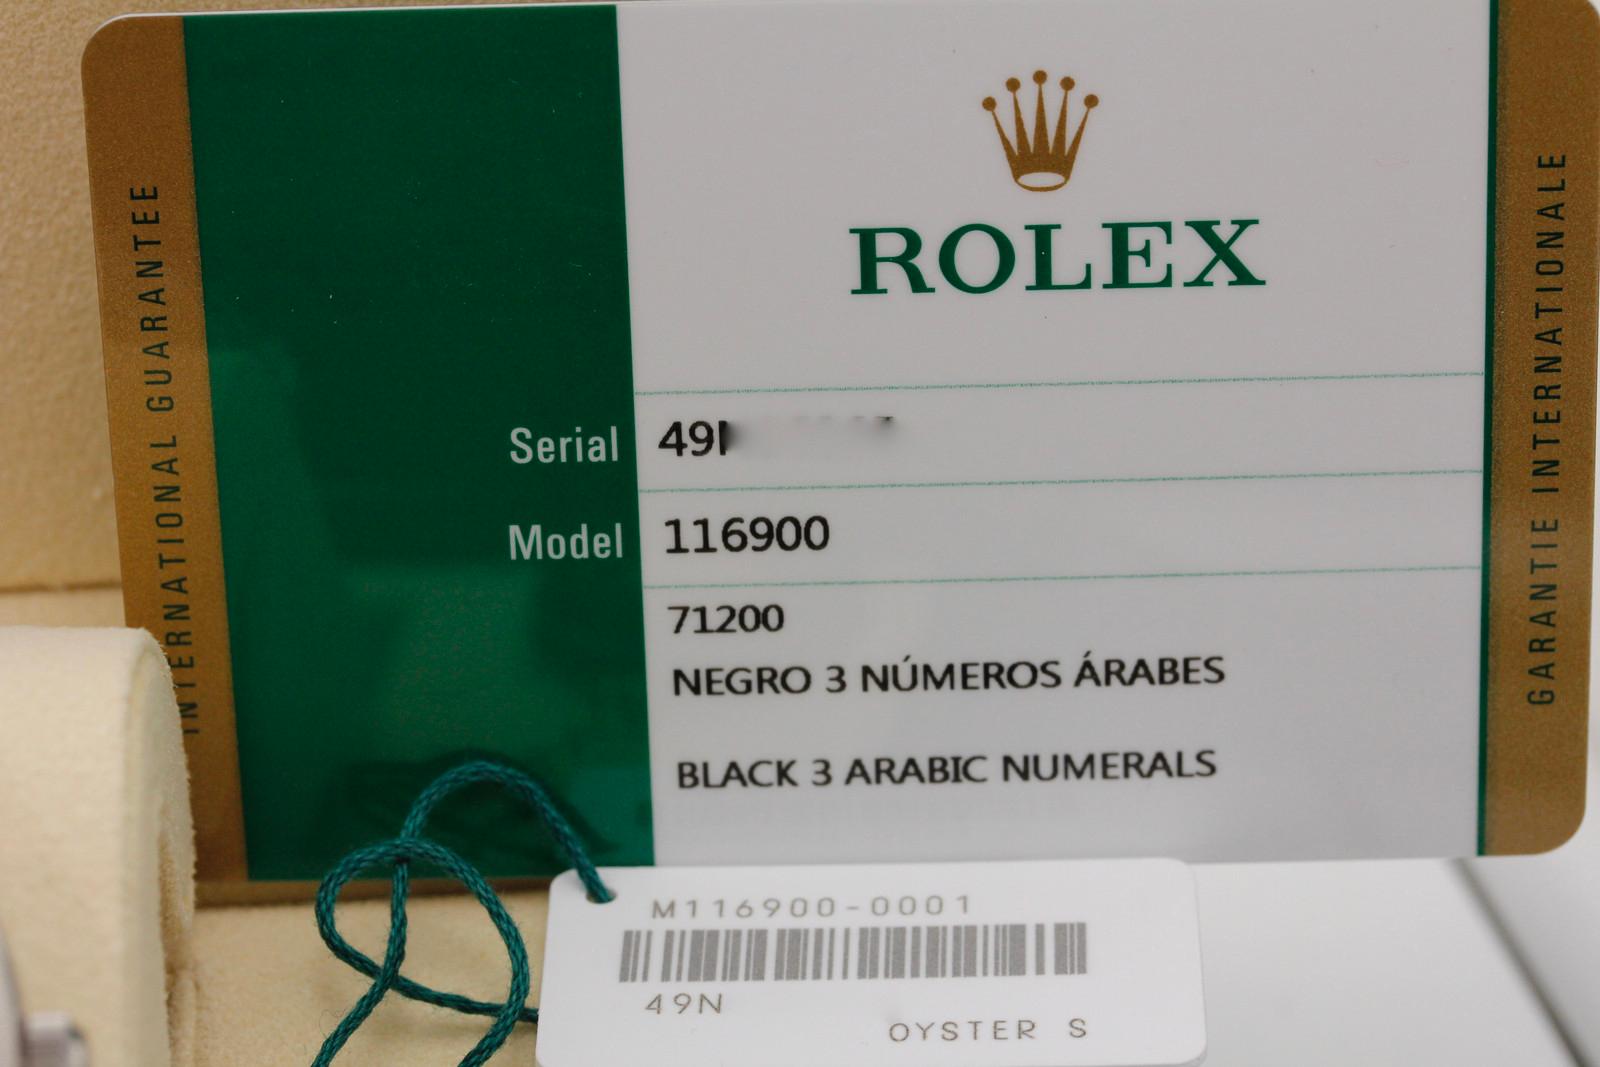 INTERNATIONAL GUARANTEE
ROLEX
Serial
Model 116900
71200
NEGRO 3 NÚMEROS ÁRABES
BLACK 3 ARABIC NUMERALS
GARANTIE INTERNATIONALE
M116900-0001
49N
OYSTER S